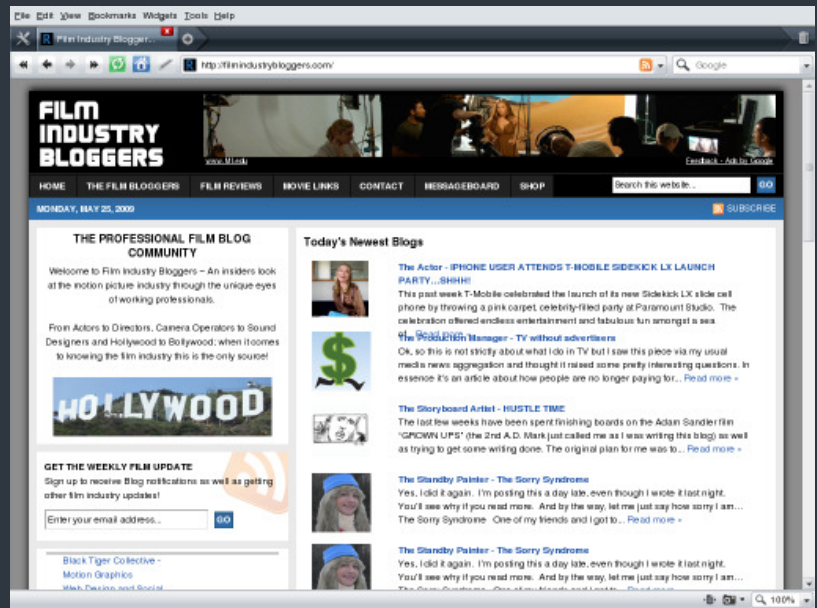 File Edit View Bookmarks Widgets Tools Help
Film Industry Blogger...
http://filmindustrybloggers.com/
Google
FILM
INDUSTRY
BLOGGERS
Feedback - Ads by Google
HOME THE FILM BLOGGERS FILM REVIEWS MOVIE LINKS CONTACT MESSAGEBOARD SHOP
Search this website... GO
MONDAY, MAY 25, 2009
SUBSCRIBE
THE PROFESSIONAL FILM BLOG
COMMUNITY
Welcome to Film Industry Bloggers – An insiders look
at the motion picture industry through the unique eyes
of working professionals.
From Actors to Directors, Camera Operators to Sound
Designers and Hollywood to Bollywood; when it comes
to knowing the film industry this is the only source!
HOLLYWOOD
GET THE WEEKLY FILM UPDATE
Sign up to receive Blog notifications as well as getting
other film industry updates!
Enter your email address... GO
Black Tiger Collective -
Motion Graphics
Web Design and Social
Today's Newest Blogs
The Actor - IPHONE USER ATTENDS T-MOBILE SIDEKICK LX LAUNCH
PARTY...SHHH!
This past week T-Mobile celebrated the launch of its new Sidekick LX slide cell
phone by throwing a pink carpet, celebrity-filled party at Paramount Studio. The
celebration offered endless entertainment and fabulous fun amongst a sea
of... Read more »
The Production Manager - TV without advertisers
Ok, so this is not strictly about what I do in TV but I saw this piece via my usual
media news aggregation and thought it raised some pretty interesting questions. In
essence it's an article about how people are no longer paying for... Read more »
The Storyboard Artist - HUSTLE TIME
The last few weeks have been spent finishing boards on the Adam Sandler film
"GROWN UPS" (the 2nd A.D. Mark just called me as I was writing this blog) as well
as trying to get some writing done. The original plan for me was to... Read more »
The Standby Painter - The Sorry Syndrome
Yes, I did it again. I'm posting this a day late, even though I wrote it last night.
You'll see why if you read more. And by the way, let me just say how sorry I am...
The Sorry Syndrome One of my friends and I got to... Read more »
The Standby Painter - The Sorry Syndrome
Yes, I did it again. I'm posting this a day late, even though I wrote it last night.
You'll see why if you read more. And by the way, let me just say how sorry I am...
100%